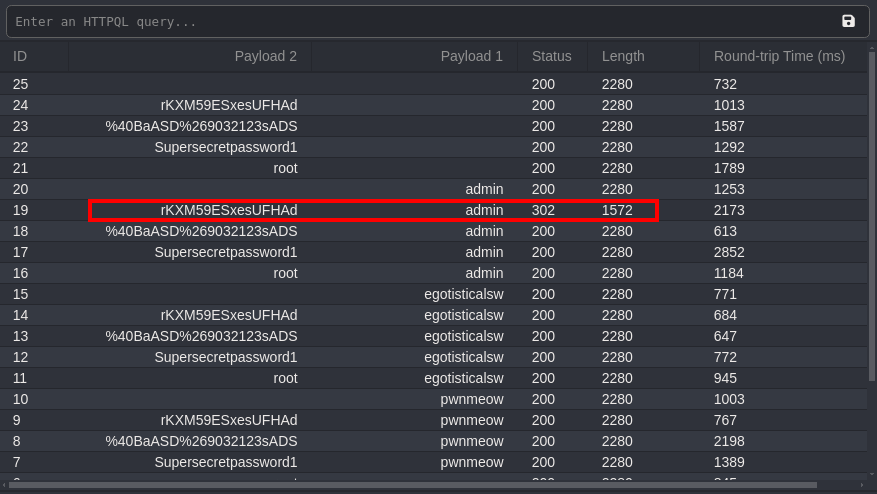 Enter an HTTPQL query...
ID Payload 2 Payload 1 Status Length Round-trip Time (ms)
25 200 2280 732
24 rKXM59ESxesUFHAd 200 2280 1013
23 %40BaASD%269032123sADS 200 2280 1587
22 Supersecretpassword1 200 2280 1292
21 root 200 2280 1789
20 admin 200 2280 1253
19 rKXM59ESxesUFHAd admin 302 1572 2173
18 %40BaASD%269032123sADS admin 200 2280 613
17 Supersecretpassword1 admin 200 2280 2852
16 root admin 200 2280 1184
15 egotisticalsw 200 2280 771
14 rKXM59ESxesUFHAd egotisticalsw 200 2280 684
13 %40BaASD%269032123sADS egotisticalsw 200 2280 647
12 Supersecretpassword1 egotisticalsw 200 2280 772
11 root egotisticalsw 200 2280 945
10 pwnmeow 200 2280 1003
9 rKXM59ESxesUFHAd pwnmeow 200 2280 767
8 %40BaASD%269032123sADS pwnmeow 200 2280 2198
7 Supersecretpassword1 pwnmeow 200 2280 1389